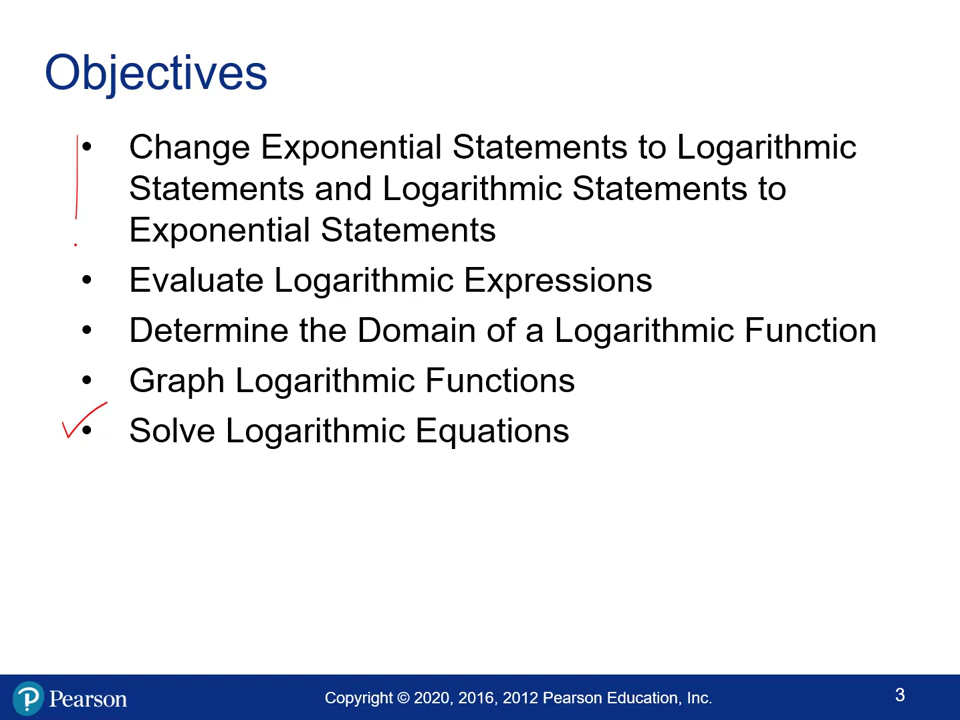 Objectives
• Change Exponential Statements to Logarithmic
Statements and Logarithmic Statements to
Exponential Statements
• Evaluate Logarithmic Expressions
• Determine the Domain of a Logarithmic Function
• Graph Logarithmic Functions
• Solve Logarithmic Equations
P Pearson
Copyright © 2020, 2016, 2012 Pearson Education, Inc.
3